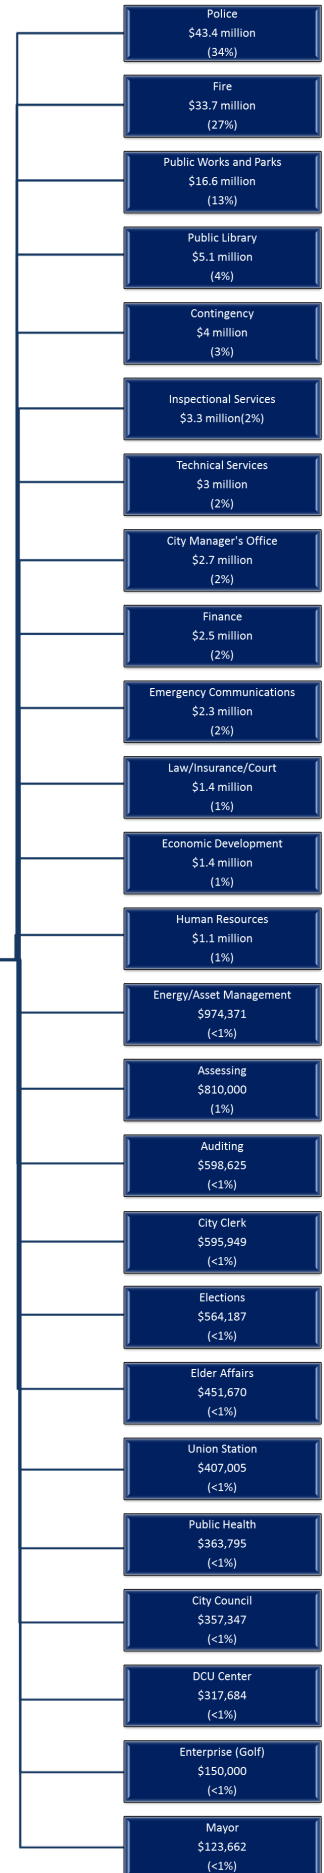 Police
$43.4 million
(34%)
Fire
$33.7 million
(27%)
Public Works and Parks
$16.6 million
(13%)
Public Library
$5.1 million
(4%)
Contingency
$4 million
(3%)
Inspectional Services
$3.3 million(2%)
Technical Services
$3 million
(2%)
City Manager's Office
$2.7 million
(2%)
Finance
$2.5 million
(2%)
Emergency Communications
$2.3 million
(2%)
Law/Insurance/Court
$1.4 million
(1%)
Economic Development
$1.4 million
(1%)
Human Resources
$1.1 million
(1%)
Energy/Asset Management
$974,371
(<1%)
Assessing
$810,000
(1%)
Auditing
$598,625
(<1%)
City Clerk
$595,949
(<1%)
Elections
$564,187
(<1%)
Elder Affairs
$451,670
(<1%)
Union Station
$407,005
(<1%)
Public Health
$363,795
(<1%)
City Council
$357,347
(<1%)
DCU Center
$317,684
(<1%)
Enterprise (Golf)
$150,000
(<1%)
Mayor
$123,662
(<1%)